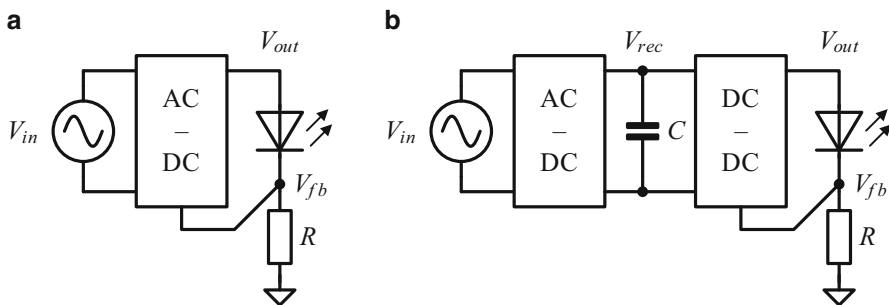 a
V_out
AC
–
DC
V_in
V_fb
R
b
V_rec
V_out
AC
–
DC
C
DC
–
DC
V_in
V_fb
R